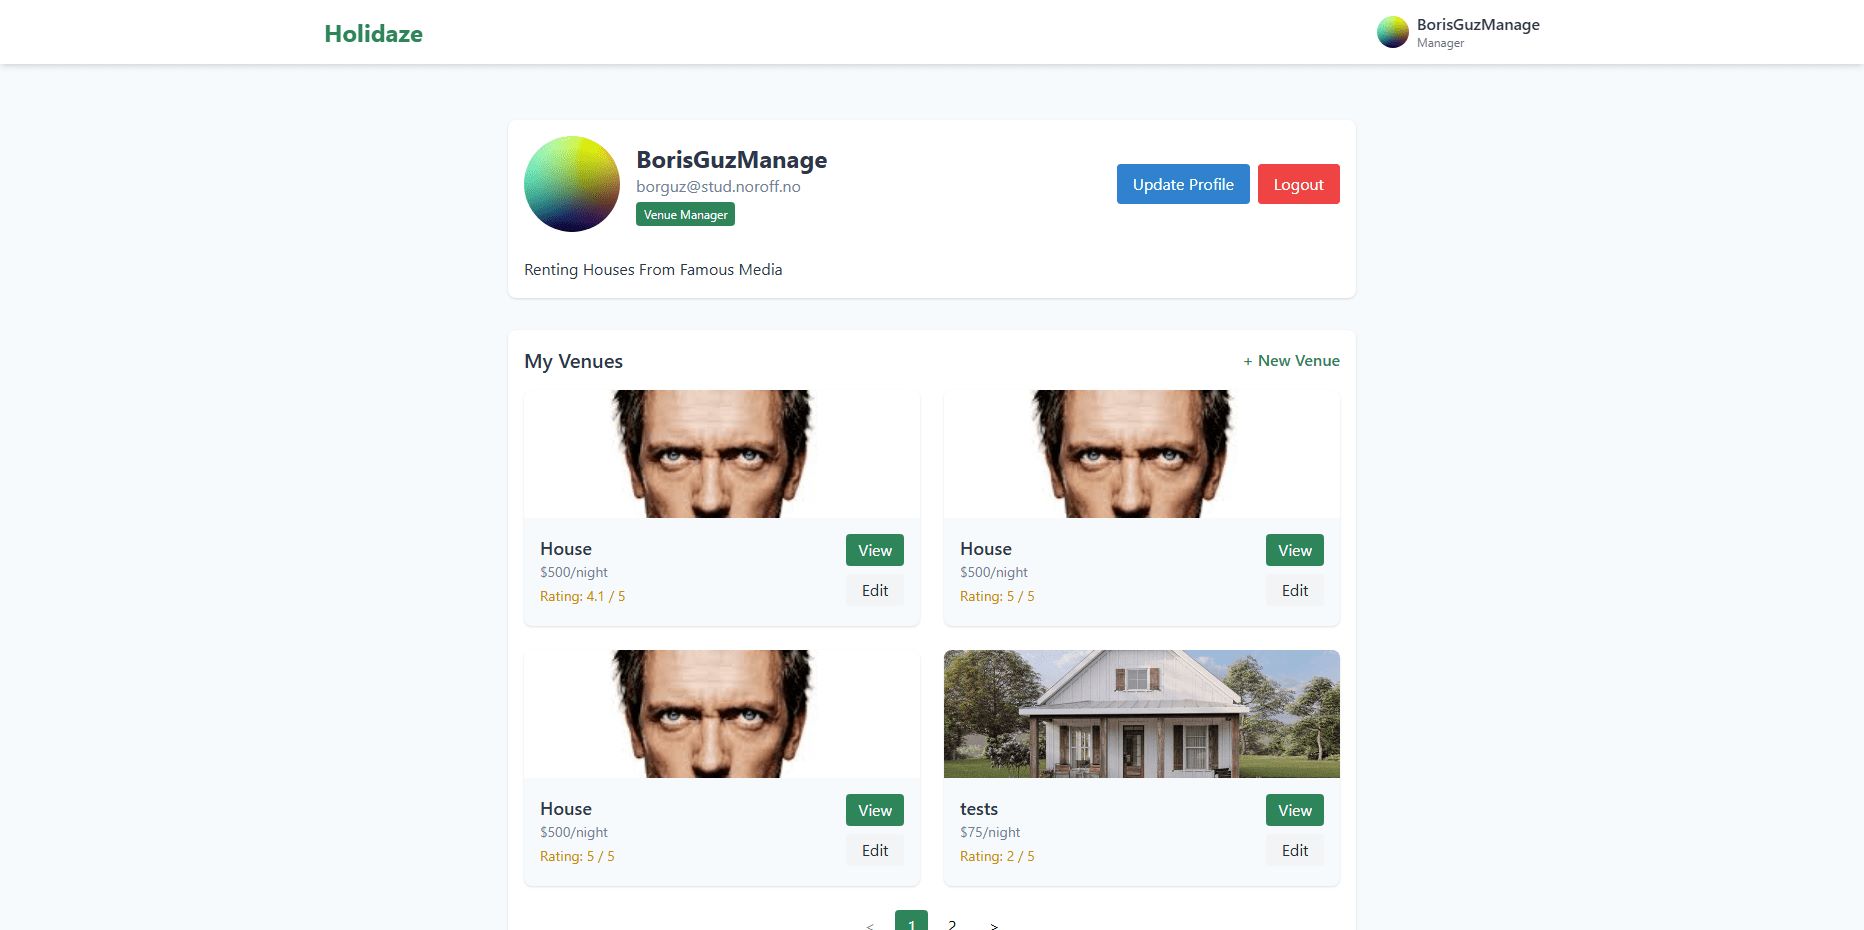 Holidaze
BorisGuzManage
Manager
BorisGuzManage
borguz@stud.noroff.no
Venue Manager
Update Profile
Logout
Renting Houses From Famous Media
My Venues
+ New Venue
House
$500/night
Rating: 4.1 / 5
View
Edit
House
$500/night
Rating: 5 / 5
View
Edit
House
$500/night
Rating: 5 / 5
View
Edit
tests
$75/night
Rating: 2 / 5
View
Edit
< 1 2 >